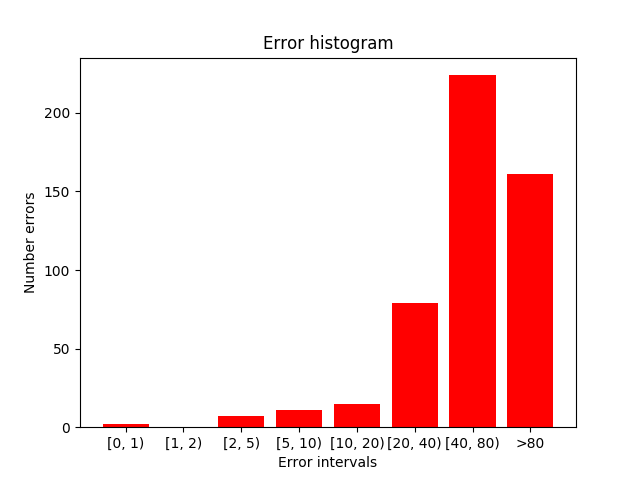 Error histogram
Number errors
200
150
100
50
0
[0, 1) [1, 2) [2, 5) [5, 10) [10, 20) [20, 40) [40, 80) >80
Error intervals